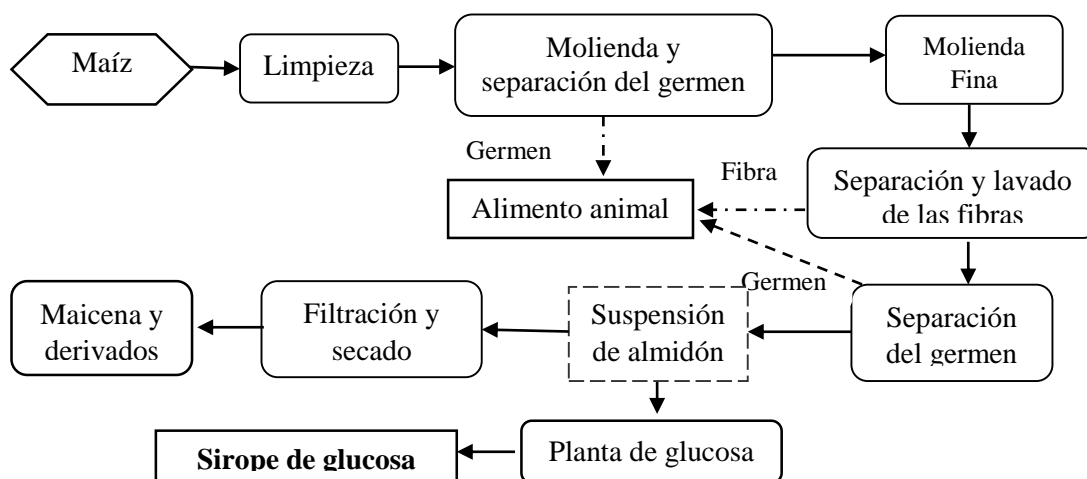 Maíz
Limpieza
Molienda y
separación del germen
Molienda
Fina
Germen
Fibra
Separación y lavado
de las fibras
Alimento animal
Germen
Maicena y
derivados
Filtración y
secado
Suspensión
de almidón
Separación
del germen
Sirope de glucosa
Planta de glucosa